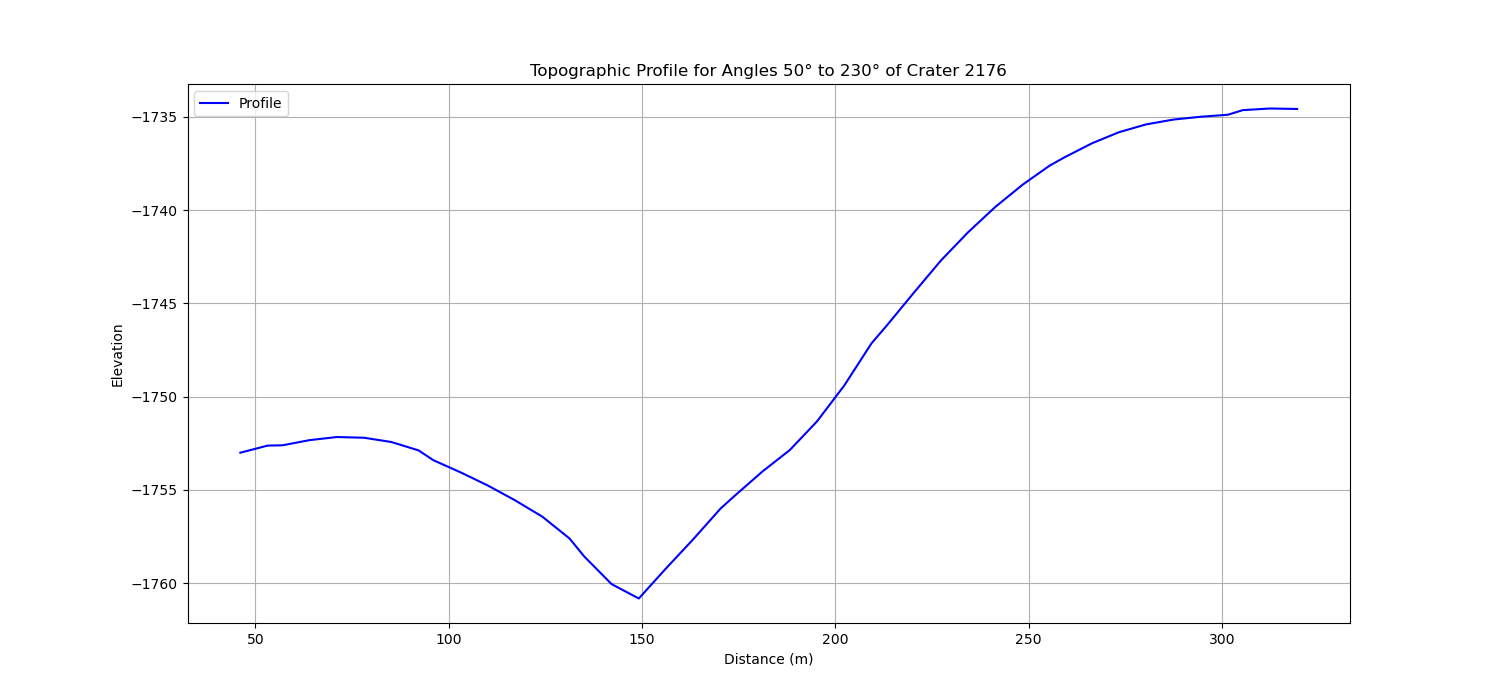 Topographic Profile for Angles 50° to 230° of Crater 2176
Profile
−1735
−1740
−1745
−1750
−1755
−1760
Elevation
50 100 150 200 250 300
Distance (m)